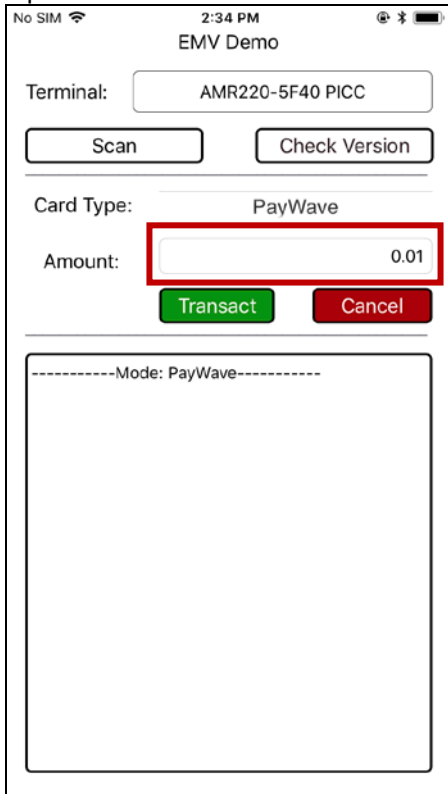 No SIM 2:34 PM
EMV Demo
Terminal: AMR220-5F40 PICC
Scan Check Version
Card Type: PayWave
Amount: 0.01
Transact Cancel
-----------Mode: PayWave-----------